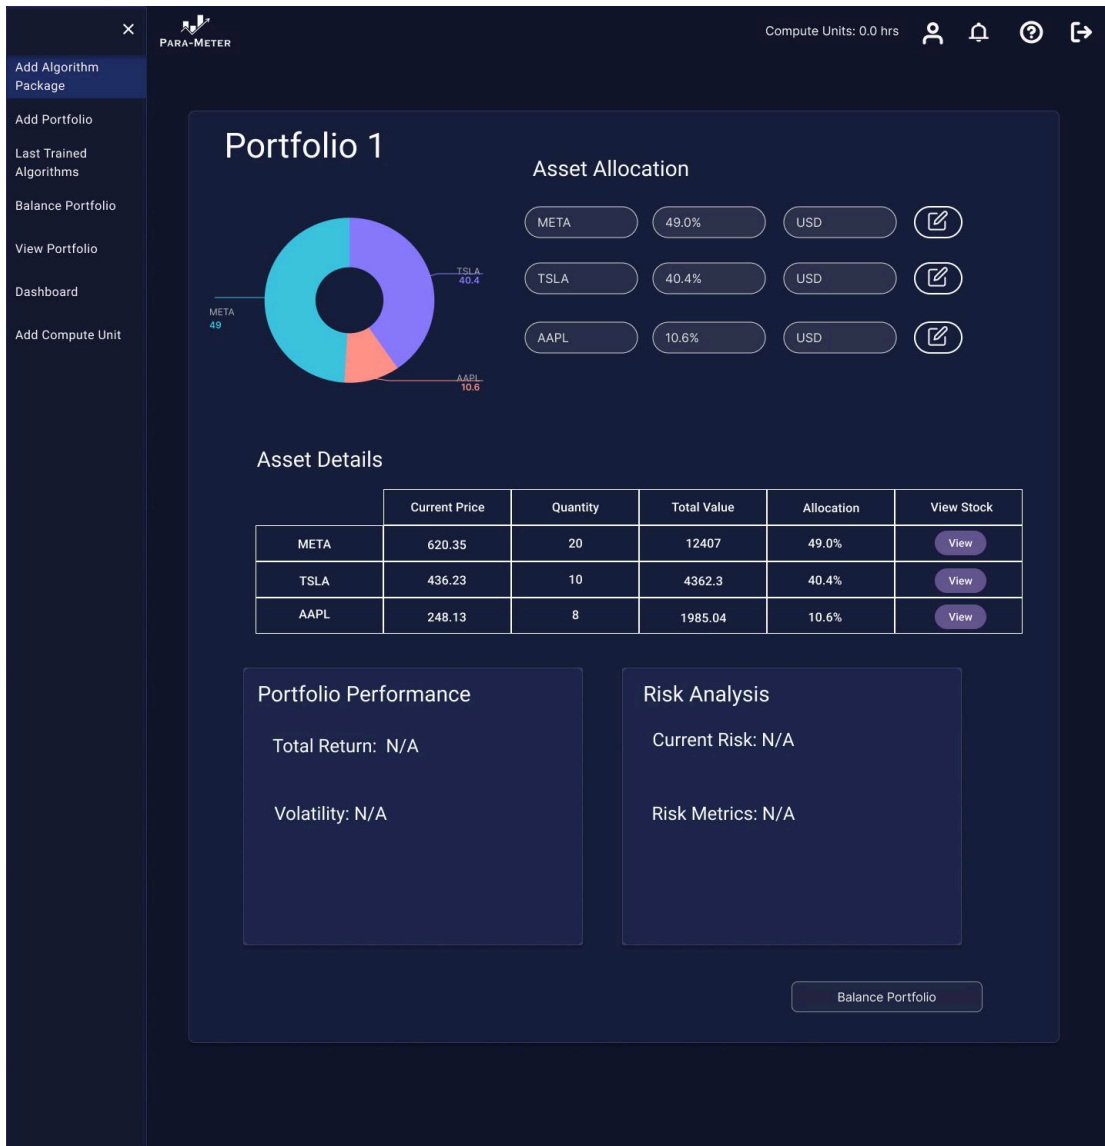 ×
PARA-METER
Compute Units: 0.0 hrs
Add Algorithm
Package
Add Portfolio
Last Trained
Algorithms
Balance Portfolio
View Portfolio
Dashboard
Add Compute Unit
Portfolio 1
Asset Allocation
META 49.0% USD
TSLA 40.4% USD
AAPL 10.6% USD
TSLA
40.4
META
49
AAPL
10.6
Asset Details
Current Price Quantity Total Value Allocation View Stock
META 620.35 20 12407 49.0% View
TSLA 436.23 10 4362.3 40.4% View
AAPL 248.13 8 1985.04 10.6% View
Portfolio Performance
Total Return: N/A
Volatility: N/A
Risk Analysis
Current Risk: N/A
Risk Metrics: N/A
Balance Portfolio